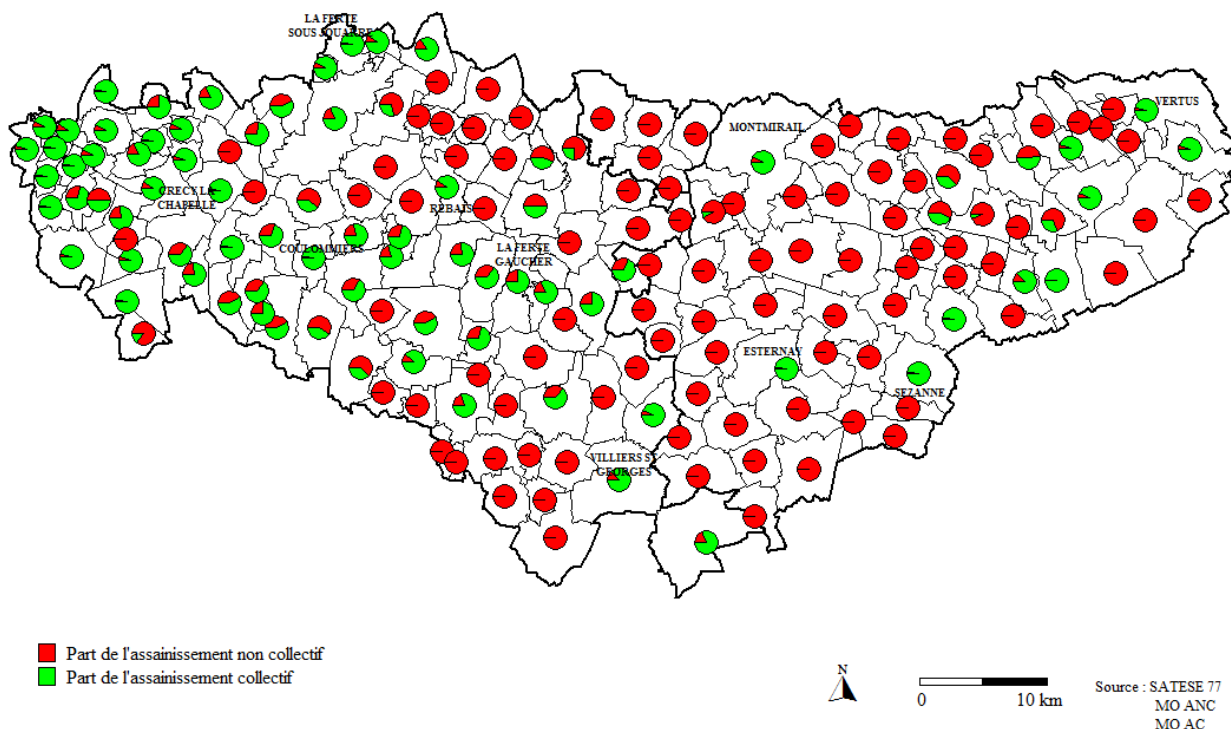 LA FERTE
SOUS JOUARRE
VERTUS
MONTMIRAIL
CRECY LA
CHAPELLE
REBAIS
COULOMMIERS
LA FERTE
GAUCHER
ESTERNAY
SEZANNE
VILLIERS ST
GEORGES
Part de l'assainissement non collectif
Part de l'assainissement collectif
N
0 10 km
Source : SATESE 77
MO ANC
MO AC